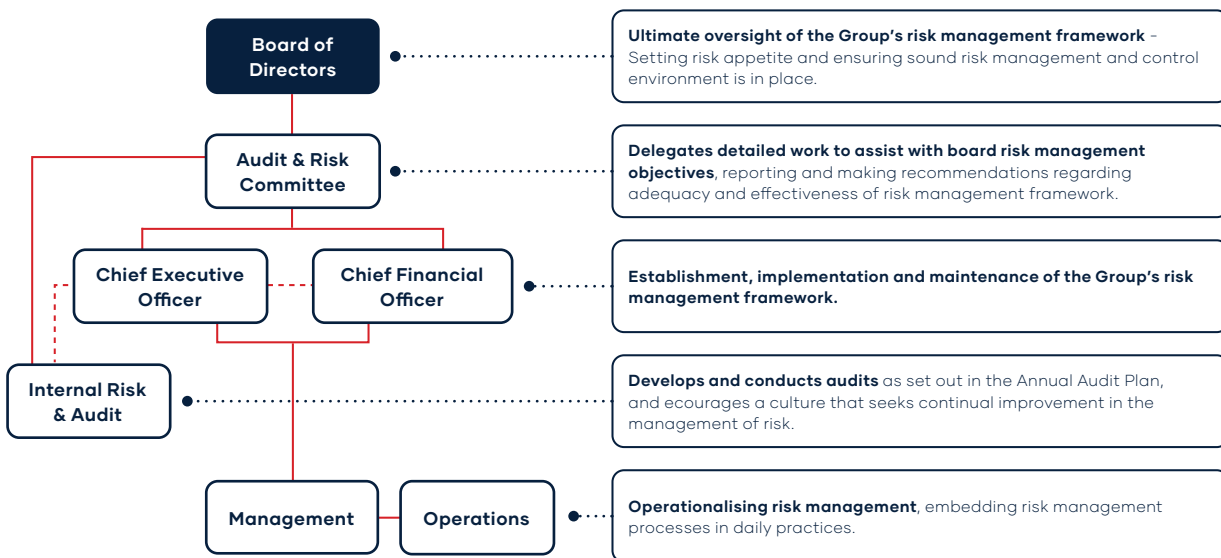 Board of
Directors
Ultimate oversight of the Group's risk management framework -
Setting risk appetite and ensuring sound risk management and control
environment is in place.
Audit & Risk
Committee
Delegates detailed work to assist with board risk management
objectives, reporting and making recommendations regarding
adequacy and effectiveness of risk management framework.
Chief Executive
Officer
Chief Financial
Officer
Establishment, implementation and maintenance of the Group's risk
management framework.
Internal Risk
& Audit
Develops and conducts audits as set out in the Annual Audit Plan,
and ecourages a culture that seeks continual improvement in the
management of risk.
Management
Operations
Operationalising risk management, embedding risk management
processes in daily practices.